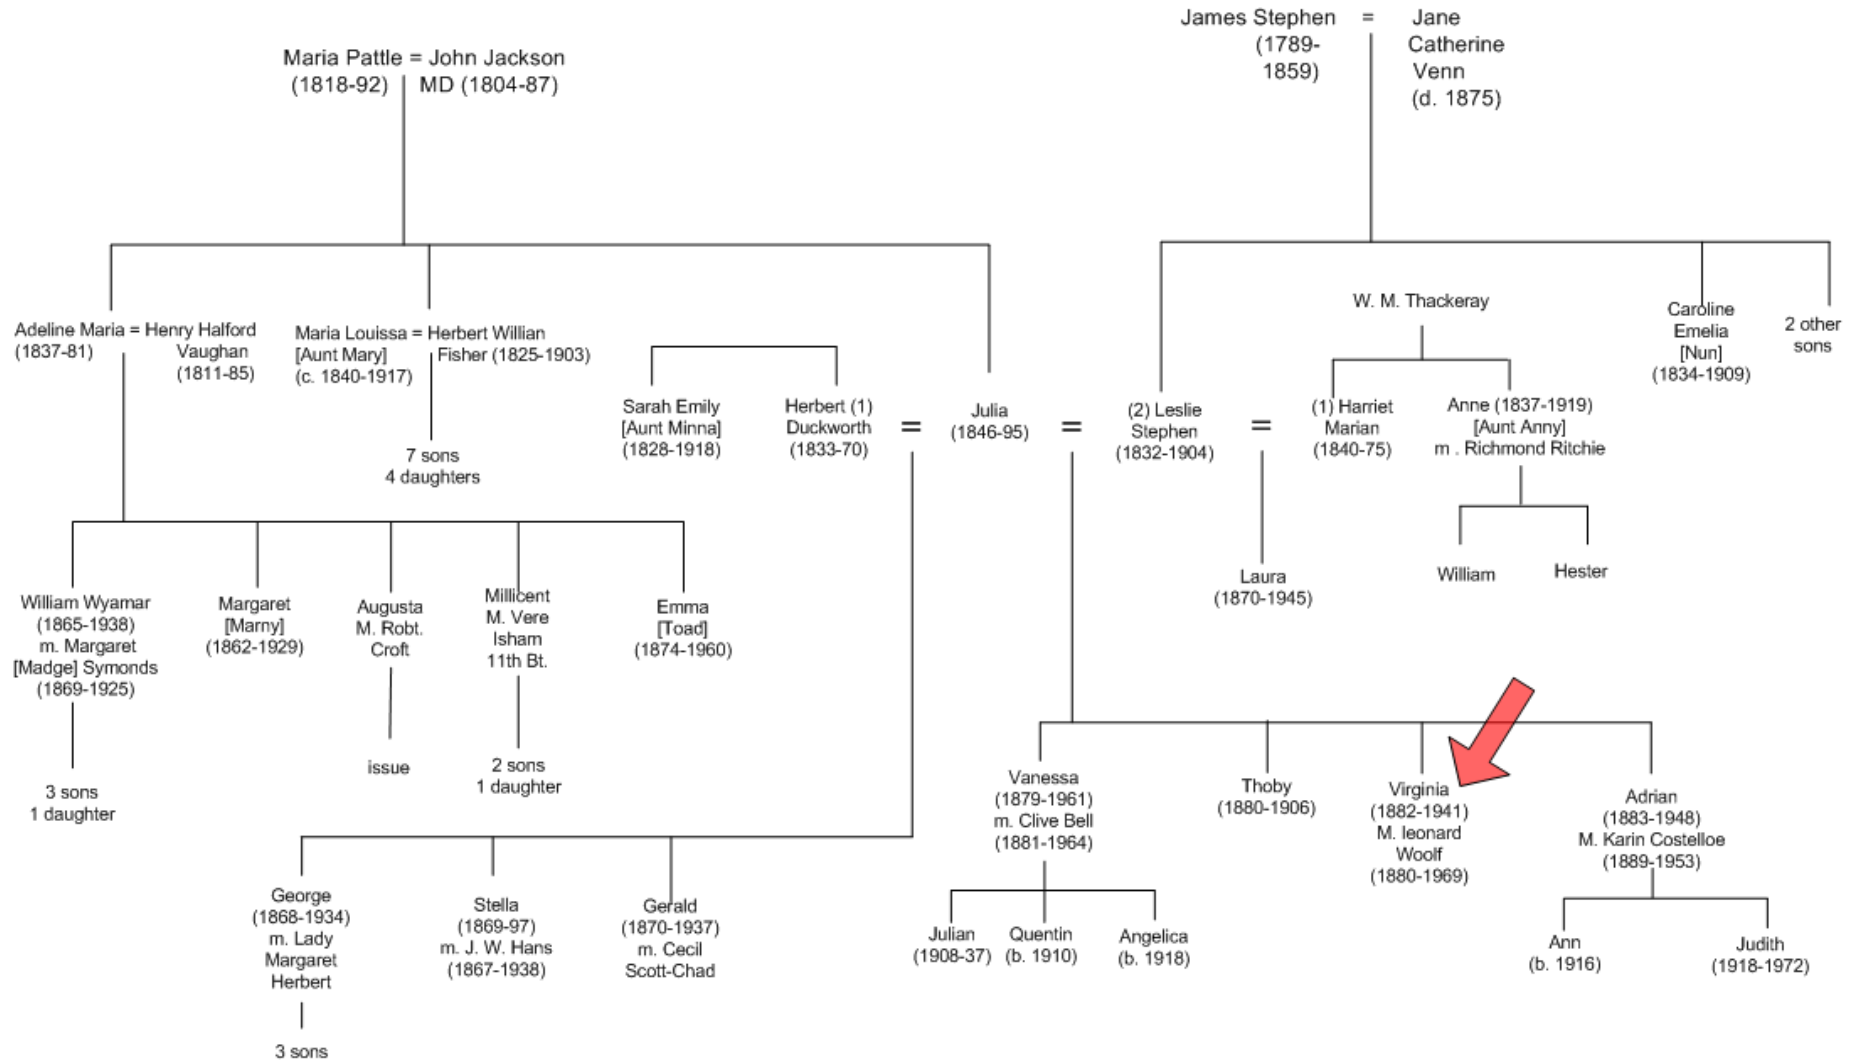 James Stephen = Jane
(1789- Catherine
1859) Venn
(d. 1875)
Maria Pattle = John Jackson
(1818-92) MD (1804-87)
Adeline Maria = Henry Halford
(1837-81) Vaughan
(1811-85)
Maria Louissa = Herbert Willian
[Aunt Mary] Fisher (1825-1903)
(c. 1840-1917)
7 sons
4 daughters
Sarah Emily
[Aunt Minna]
(1828-1918)
Herbert (1)
Duckworth
(1833-70)
=
Julia
(1846-95)
=
(2) Leslie
Stephen
(1832-1904)
=
W. M. Thackeray
(1) Harriet
Marian
(1840-75)
Anne (1837-1919)
[Aunt Anny]
m . Richmond Ritchie
Caroline
Emelia
[Nun]
(1834-1909)
2 other
sons
William
Hester
Laura
(1870-1945)
William Wyamar
(1865-1938)
m. Margaret
[Madge] Symonds
(1869-1925)
3 sons
1 daughter
Margaret
[Marny]
(1862-1929)
Augusta
M. Robt.
Croft
issue
Millicent
M. Vere
Isham
11th Bt.
2 sons
1 daughter
Emma
[Toad]
(1874-1960)
Vanessa
(1879-1961)
m. Clive Bell
(1881-1964)
Thoby
(1880-1906)
Virginia
(1882-1941)
M. leonard
Woolf
(1880-1969)
Adrian
(1883-1948)
M. Karin Costelloe
(1889-1953)
George
(1868-1934)
m. Lady
Margaret
Herbert
3 sons
Stella
(1869-97)
m. J. W. Hans
(1867-1938)
Gerald
(1870-1937)
m. Cecil
Scott-Chad
Julian
(1908-37)
Quentin
(b. 1910)
Angelica
(b. 1918)
Ann
(b. 1916)
Judith
(1918-1972)